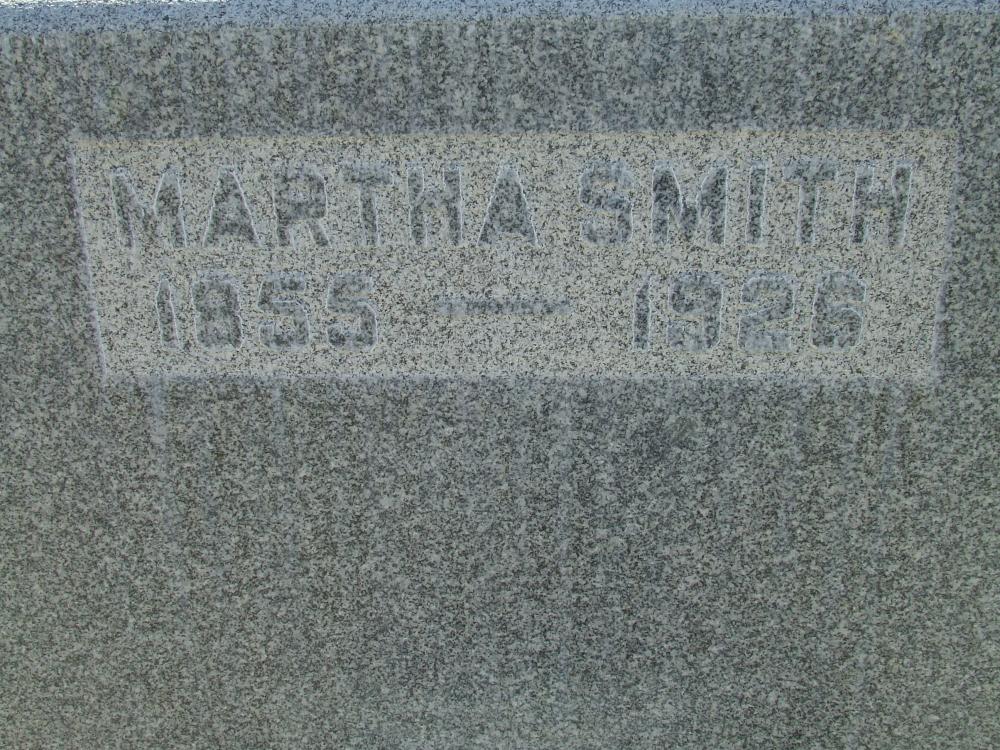 MARTHA SMITH
1855 — 1926